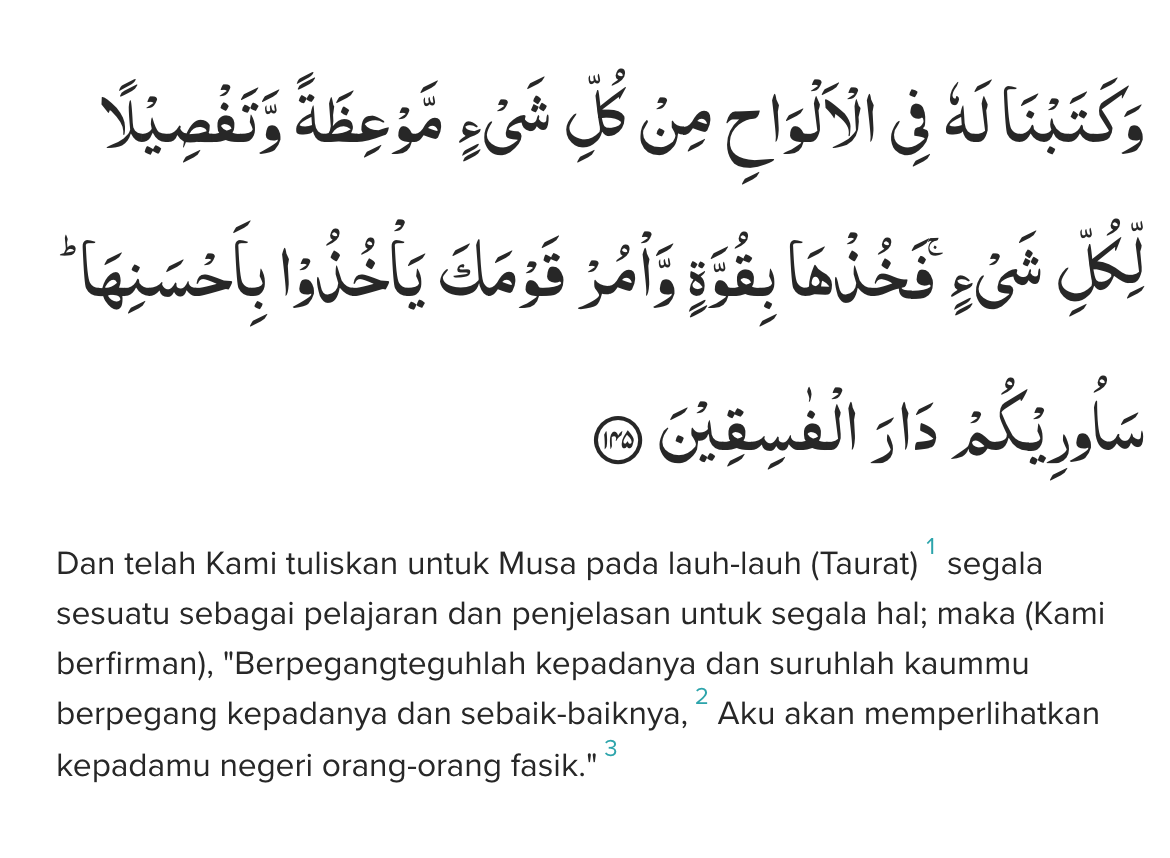 وَكَتَبْنَا لَهٗ فِى الْاَلْوَاحِ مِنْ كُلِّ شَىْءٍ مَّوْعِظَةً وَّتَفْصِيْلًا
لِّكُلِّ شَىْءٍ ۚفَخُذْهَا بِقُوَّةٍ وَّأْمُرْ قَوْمَكَ يَأْخُذُوْا بِاَحْسَنِهَا ؕ
سَاُورِيْكُمْ دَارَ الْفٰسِقِيْنَ ١٤٥
Dan telah Kami tuliskan untuk Musa pada lauh-lauh (Taurat) 1 segala
sesuatu sebagai pelajaran dan penjelasan untuk segala hal; maka (Kami
berfirman), "Berpegangteguhlah kepadanya dan suruhlah kaummu
berpegang kepadanya dan sebaik-baiknya, 2 Aku akan memperlihatkan
kepadamu negeri orang-orang fasik." 3